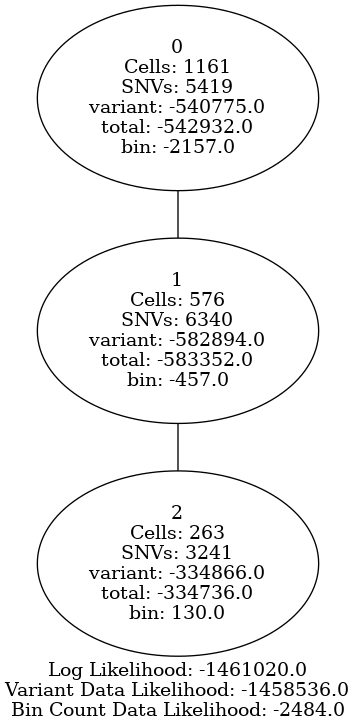 0
Cells: 1161
SNVs: 5419
variant: -540775.0
total: -542932.0
bin: -2157.0
1
Cells: 576
SNVs: 6340
variant: -582894.0
total: -583352.0
bin: -457.0
2
Cells: 263
SNVs: 3241
variant: -334866.0
total: -334736.0
bin: 130.0
Log Likelihood: -1461020.0
Variant Data Likelihood: -1458536.0
Bin Count Data Likelihood: -2484.0